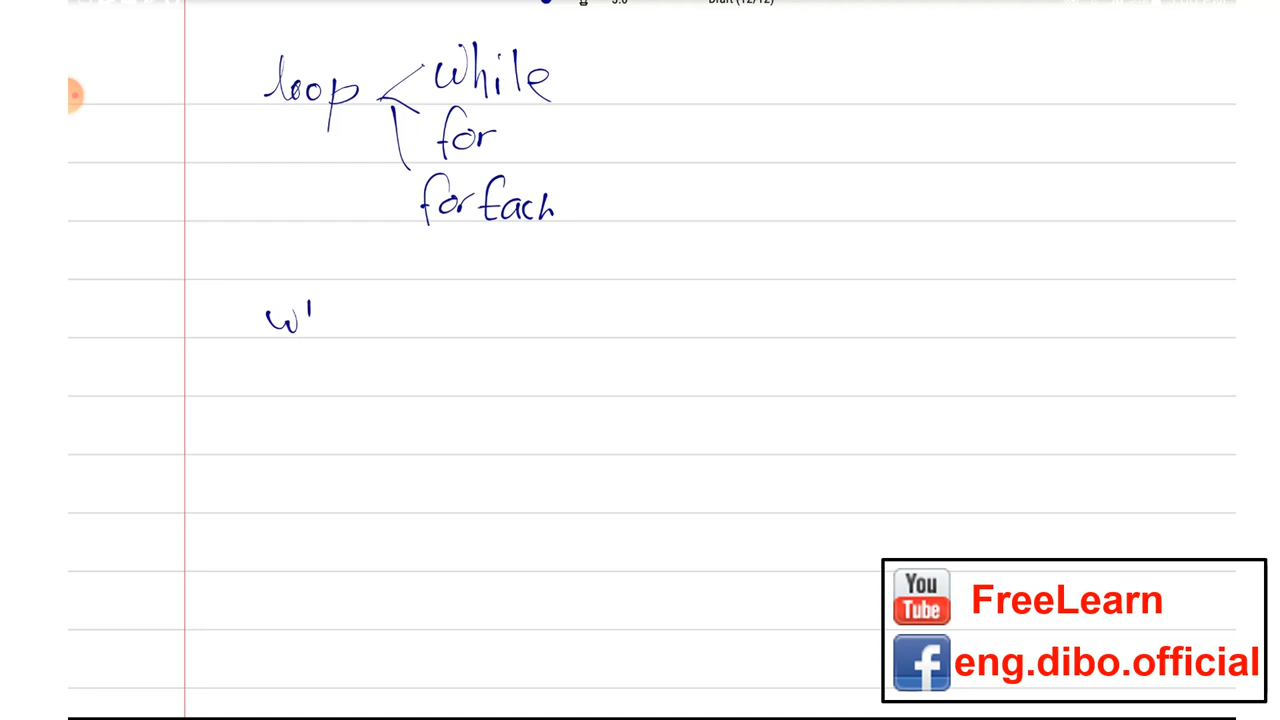 loop while
for
forEach
w
You
Tube FreeLearn
f eng.dibo.official